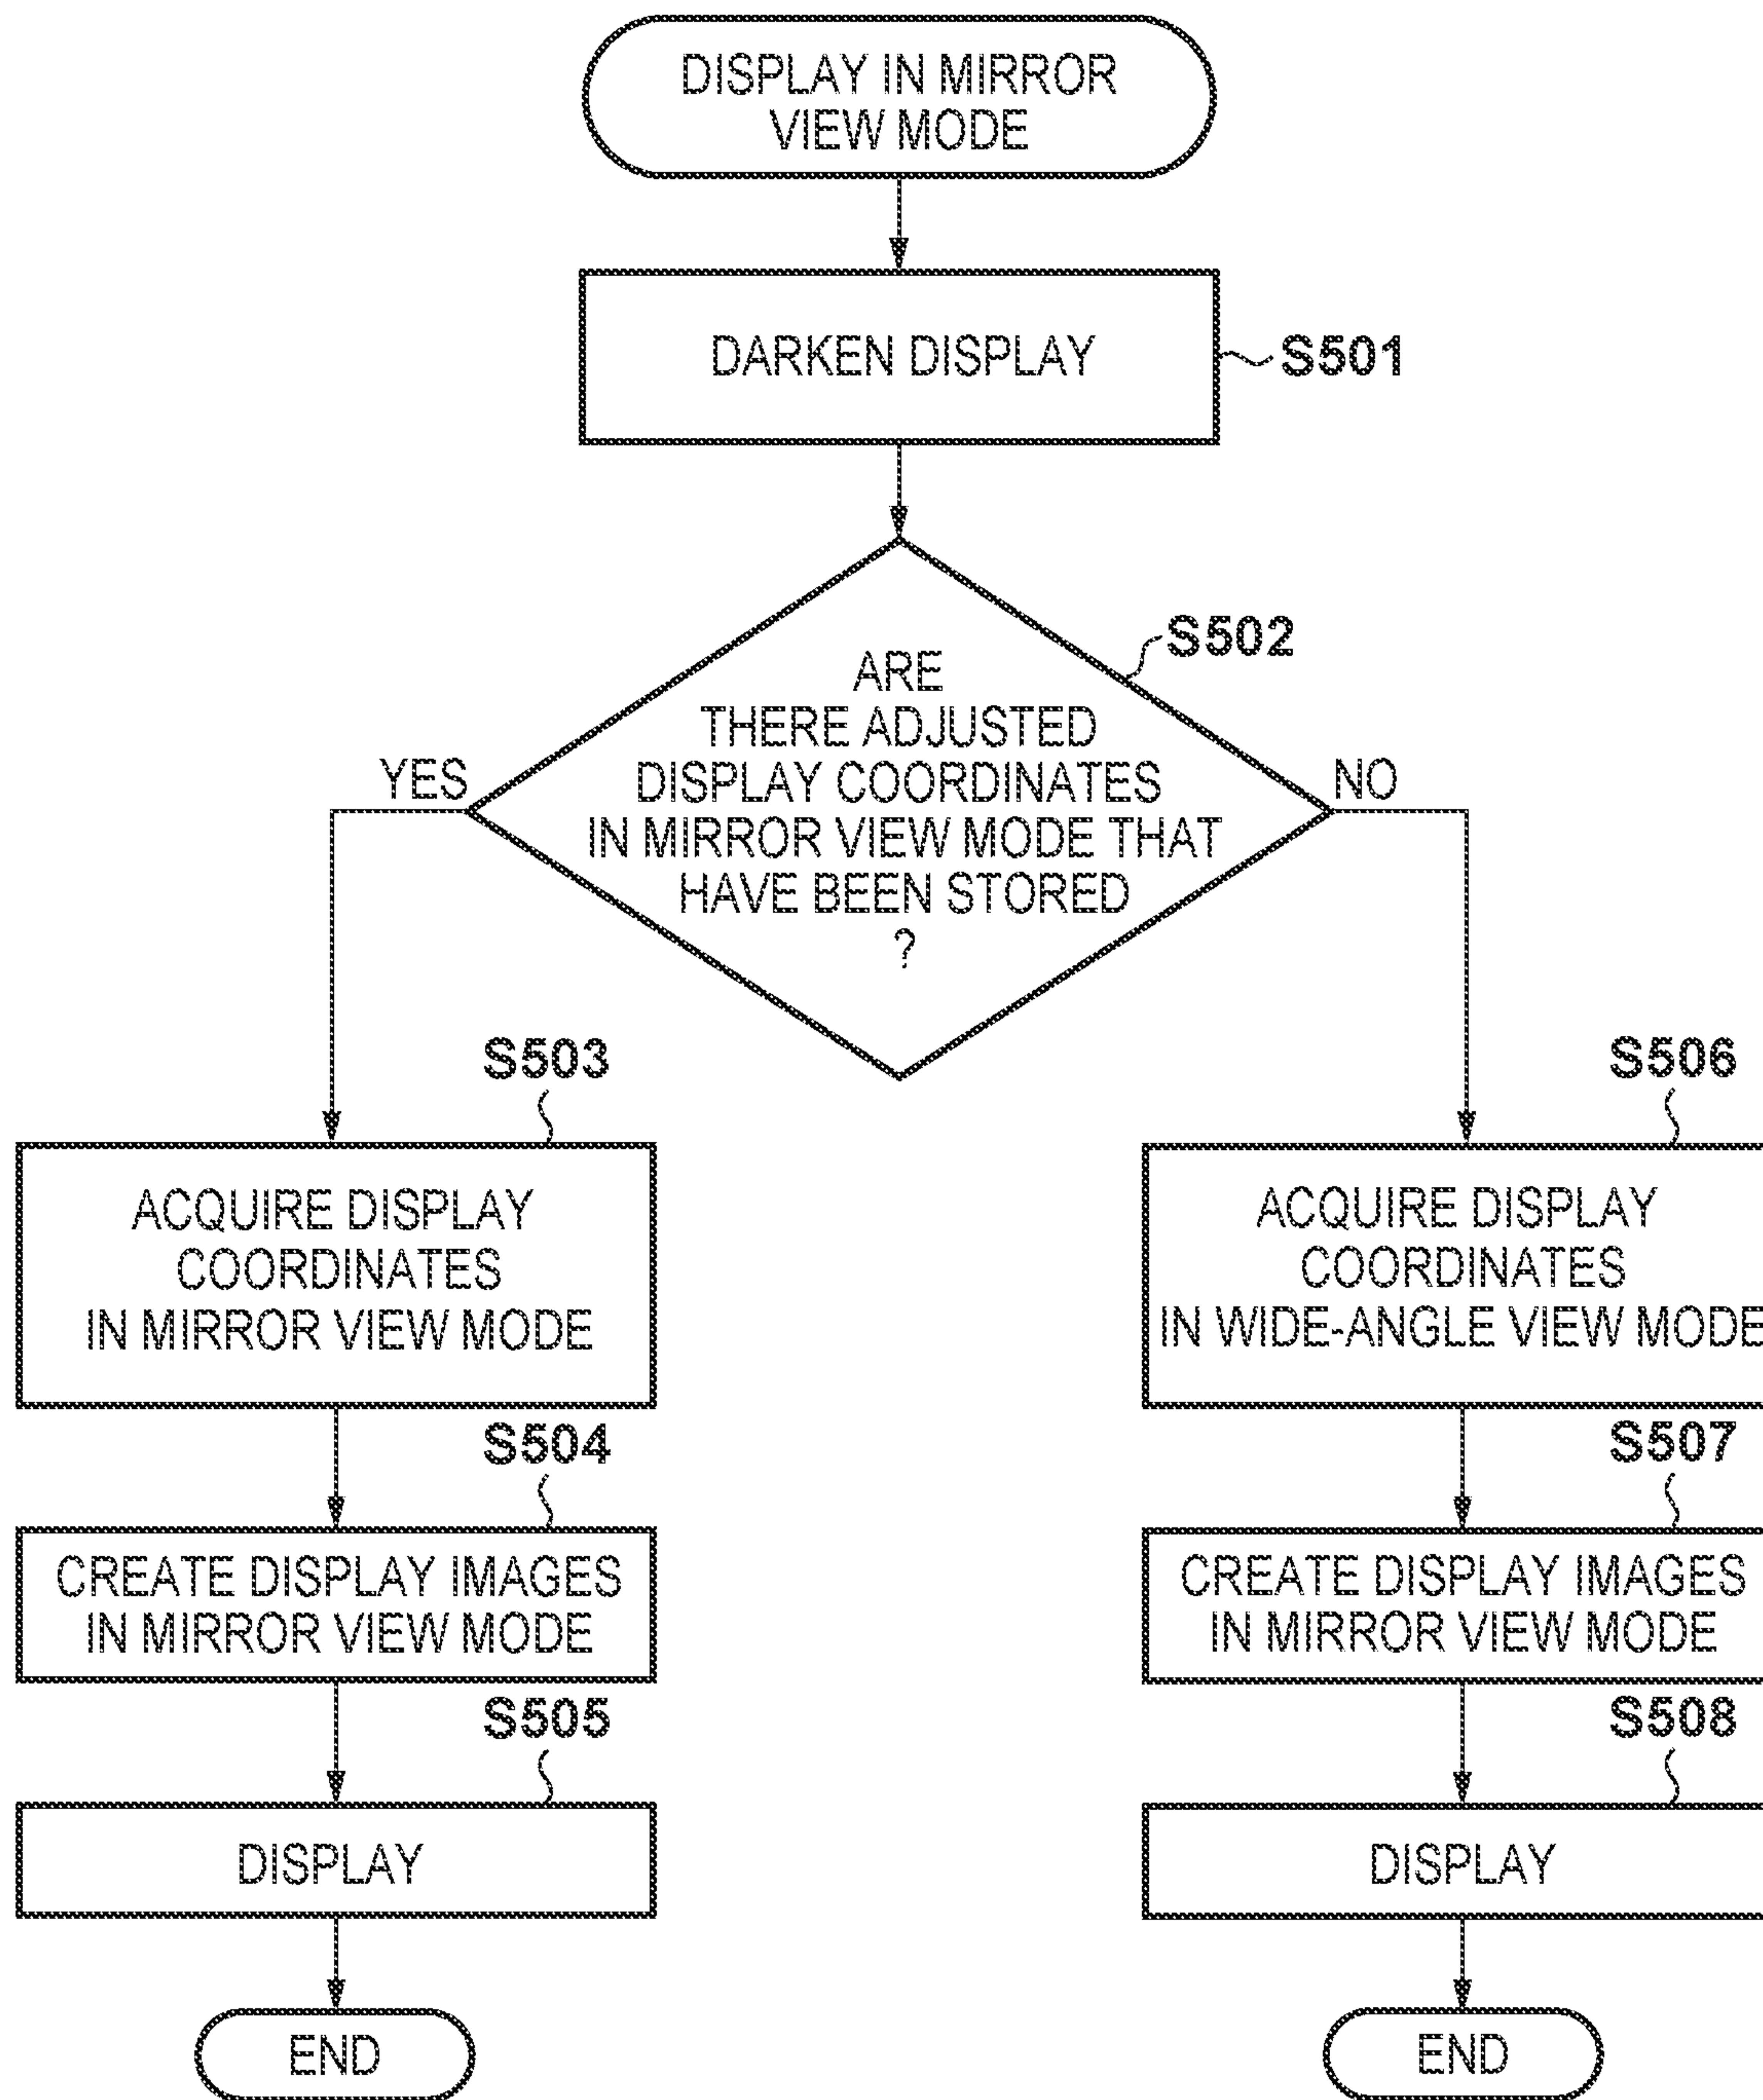 DISPLAY IN MIRROR
VIEW MODE
DARKEN DISPLAY
S501
S502
ARE
THERE ADJUSTED
DISPLAY COORDINATES
IN MIRROR VIEW MODE THAT
HAVE BEEN STORED
?
YES
NO
S503
ACQUIRE DISPLAY
COORDINATES
IN MIRROR VIEW MODE
S504
CREATE DISPLAY IMAGES
IN MIRROR VIEW MODE
S505
DISPLAY
END
S506
ACQUIRE DISPLAY
COORDINATES
IN WIDE-ANGLE VIEW MODE
S507
CREATE DISPLAY IMAGES
IN MIRROR VIEW MODE
S508
DISPLAY
END